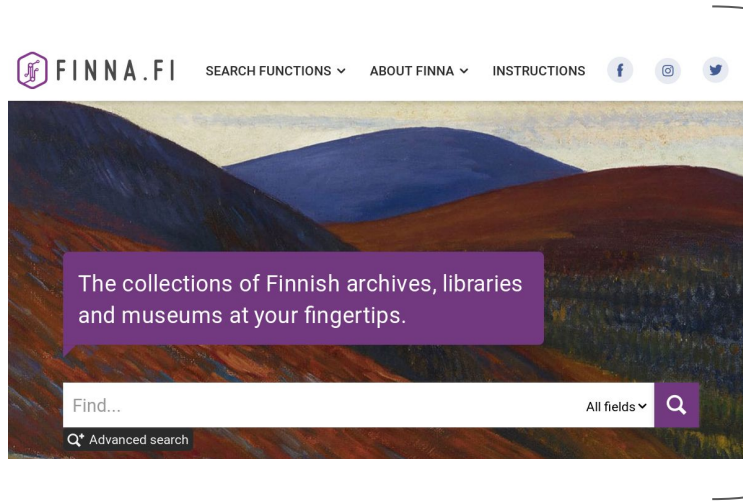 FINNA.FI
SEARCH FUNCTIONS
ABOUT FINNA
INSTRUCTIONS
The collections of Finnish archives, libraries
and museums at your fingertips.
Find...
All fields
Advanced search